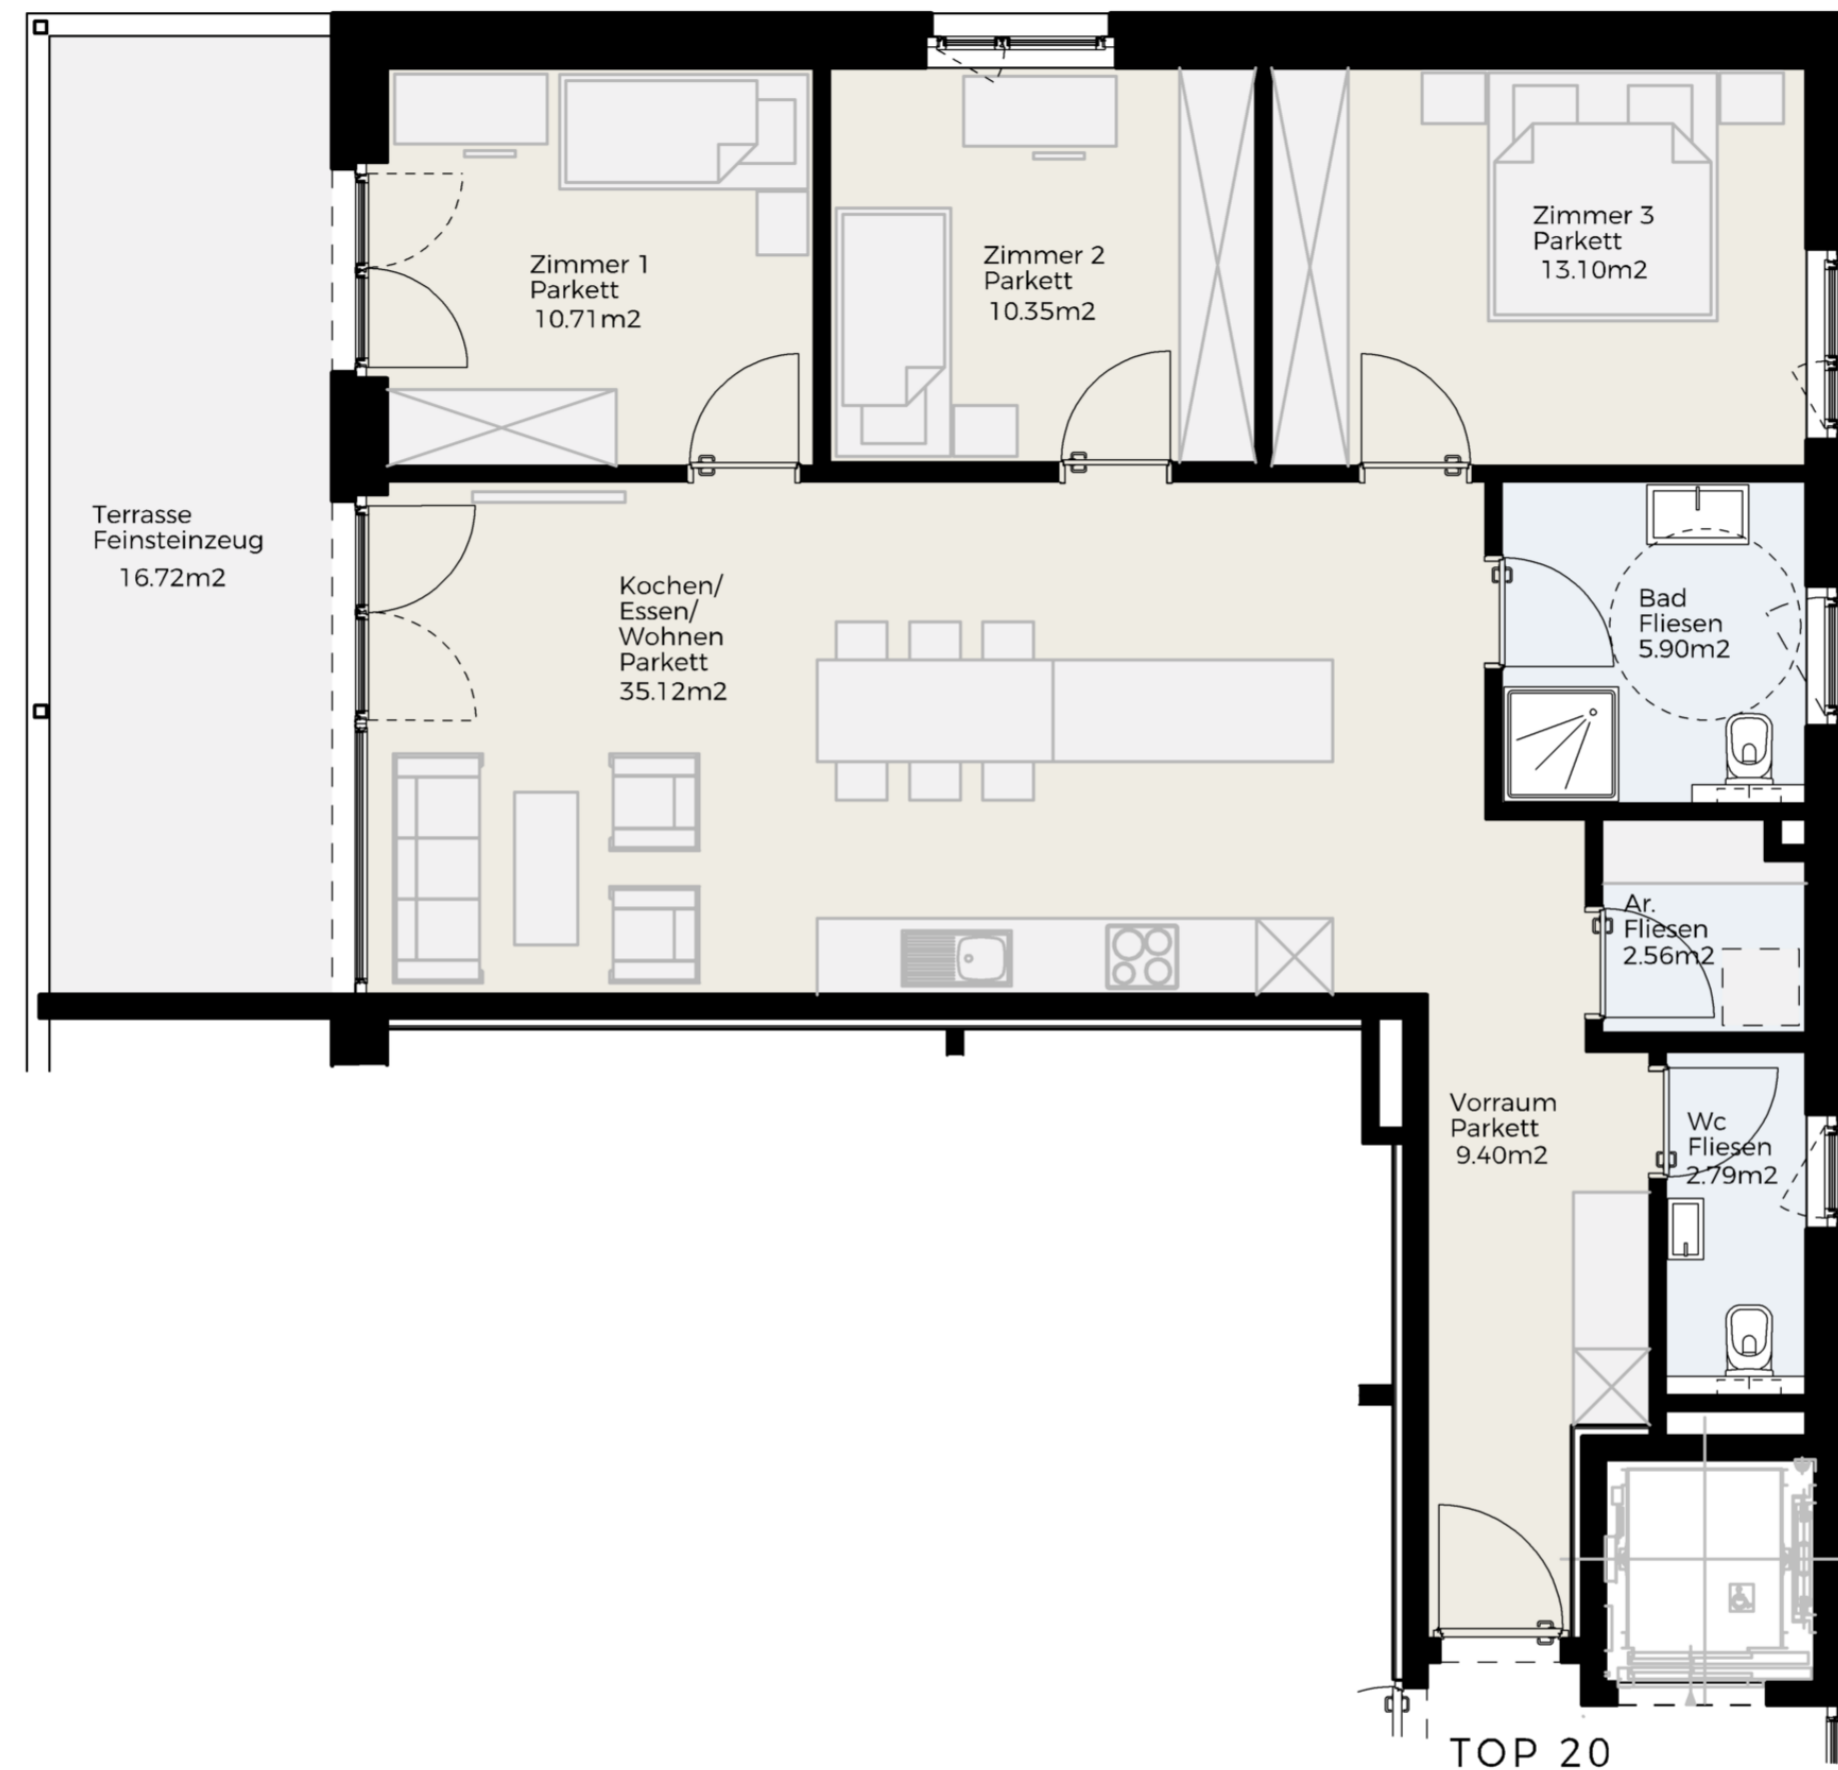 Zimmer 1
Parkett
10.71m2
Zimmer 2
Parkett
10.35m2
Zimmer 3
Parkett
13.10m2
Terrasse
Feinsteinzeug
16.72m2
Kochen/
Essen/
Wohnen
Parkett
35.12m2
Bad
Fliesen
5.90m2
Ar.
Fliesen
2.56m2
Vorraum
Parkett
9.40m2
Wc
Fliesen
2.79m2
TOP 20